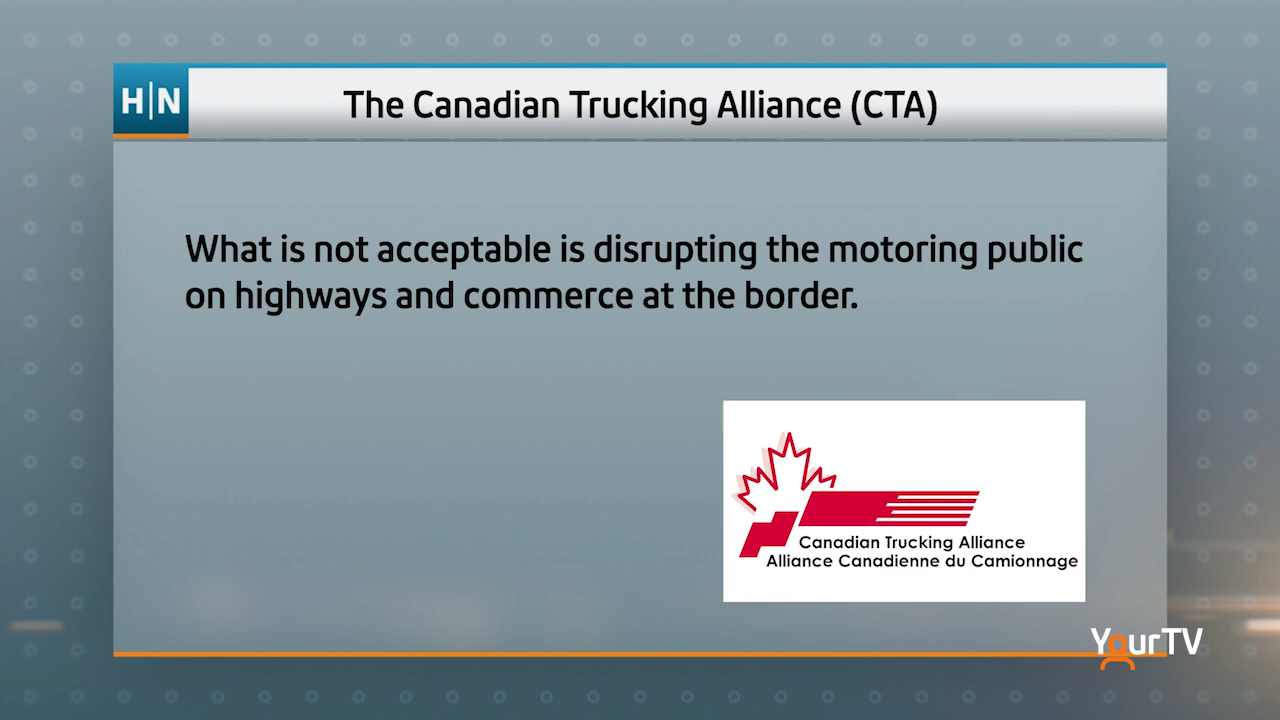 H|N
The Canadian Trucking Alliance (CTA)
What is not acceptable is disrupting the motoring public
on highways and commerce at the border.
Canadian Trucking Alliance
Alliance Canadienne du Camionnage
YourTV